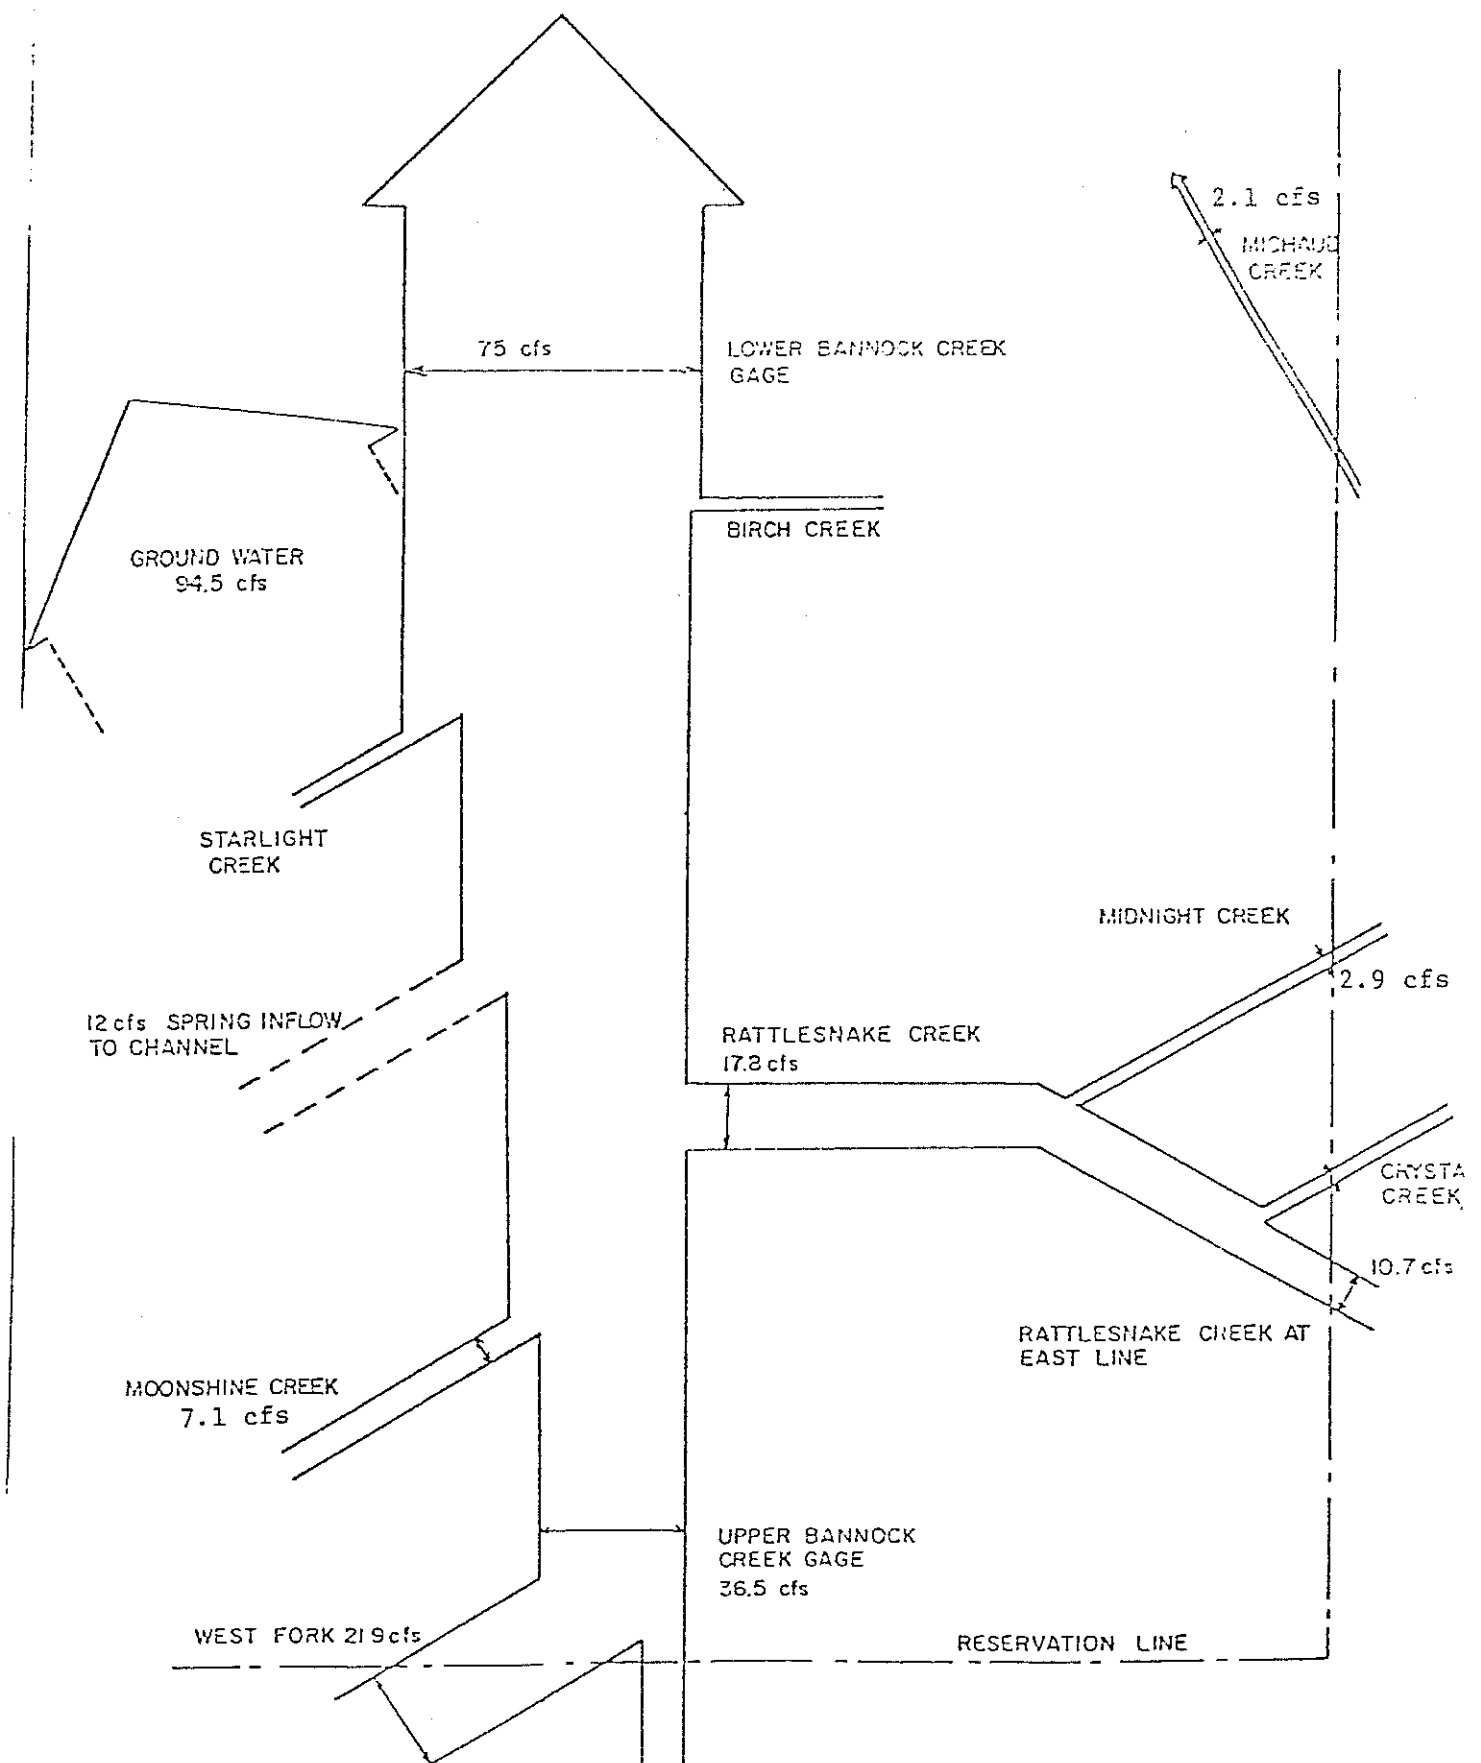 2.1 cfs
MICHAUD
CREEK
75 cfs
LOWER BANNOCK CREEK
GAGE
BIRCH CREEK
GROUND WATER
94.5 cfs
STARLIGHT
CREEK
MIDNIGHT CREEK
2.9 cfs
12 cfs SPRING INFLOW
TO CHANNEL
RATTLESNAKE CREEK
17.8 cfs
CRYSTA
CREEK
10.7 cfs
RATTLESNAKE CREEK AT
EAST LINE
MOONSHINE CREEK
7.1 cfs
UPPER BANNOCK
CREEK GAGE
36.5 cfs
WEST FORK 21.9 cfs
RESERVATION LINE